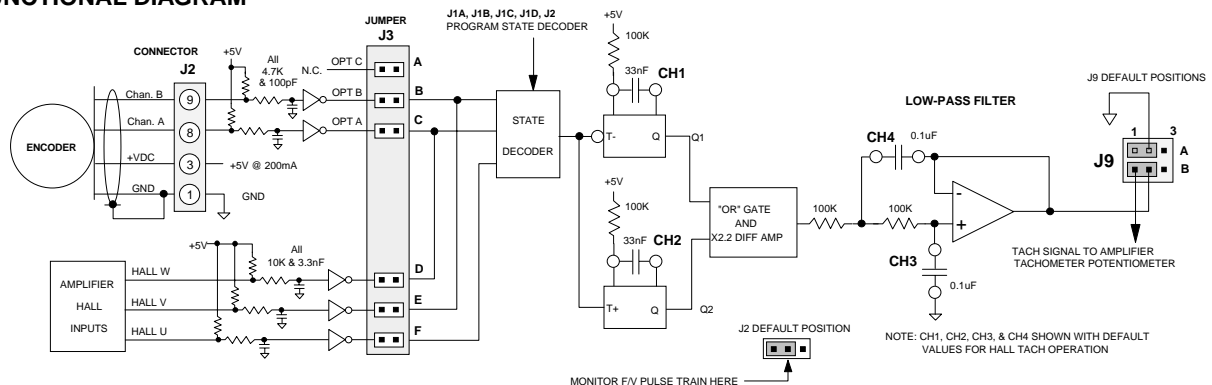 FUNCTIONAL DIAGRAM
J1A, J1B, J1C, J1D, J2
PROGRAM STATE DECODER
JUMPER
J3
CONNECTOR
J2
+5V
All
4.7K
& 100pF
N.C.
OPT C
A
Chan. B
9
OPT B
B
Chan. A
8
OPT A
C
ENCODER
+VDC
3
+5V @ 200mA
GND
1
GND
STATE
DECODER
+5V
100K
33nF
CH1
T-
Q
Q1
+5V
100K
33nF
CH2
T+
Q
Q2
"OR" GATE
AND
X2.2 DIFF AMP
LOW-PASS FILTER
100K
CH4
0.1uF
100K
-
+
CH3
0.1uF
J9 DEFAULT POSITIONS
1
3
A
J9
B
TACH SIGNAL TO AMPLIFIER
TACHOMETER POTENTIOMETER
+5V
All
10K & 3.3nF
AMPLIFIER
HALL
INPUTS
HALL W
D
HALL V
E
HALL U
F
J2 DEFAULT POSITION
MONITOR F/V PULSE TRAIN HERE
NOTE: CH1, CH2, CH3, & CH4 SHOWN WITH DEFAULT
VALUES FOR HALL TACH OPERATION